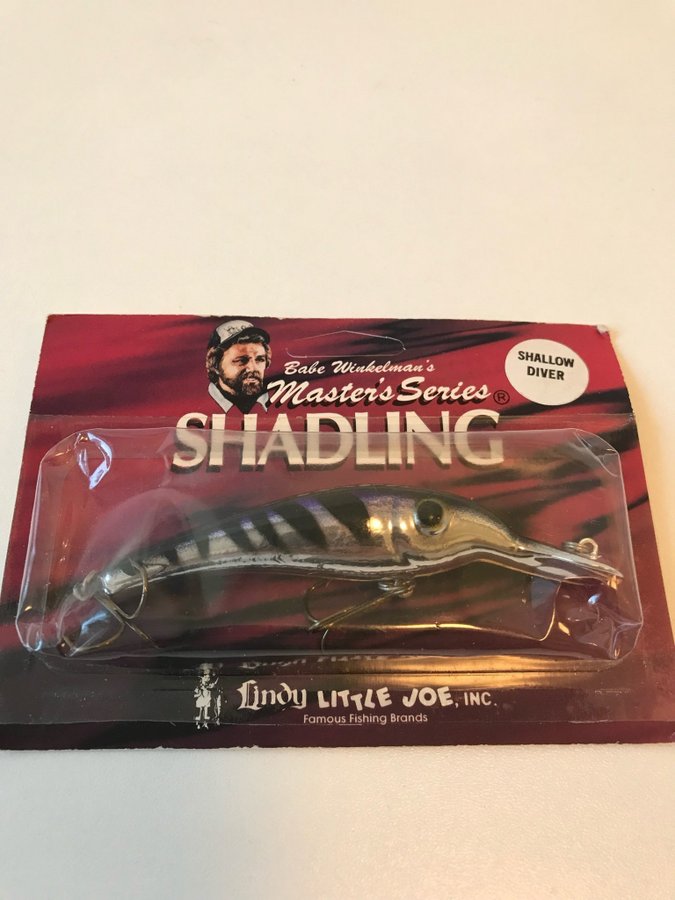 Babe Winkelman's
Master's Series®
SHADLING
SHALLOW
DIVER
Lindy LITTLE JOE, INC.
Famous Fishing Brands